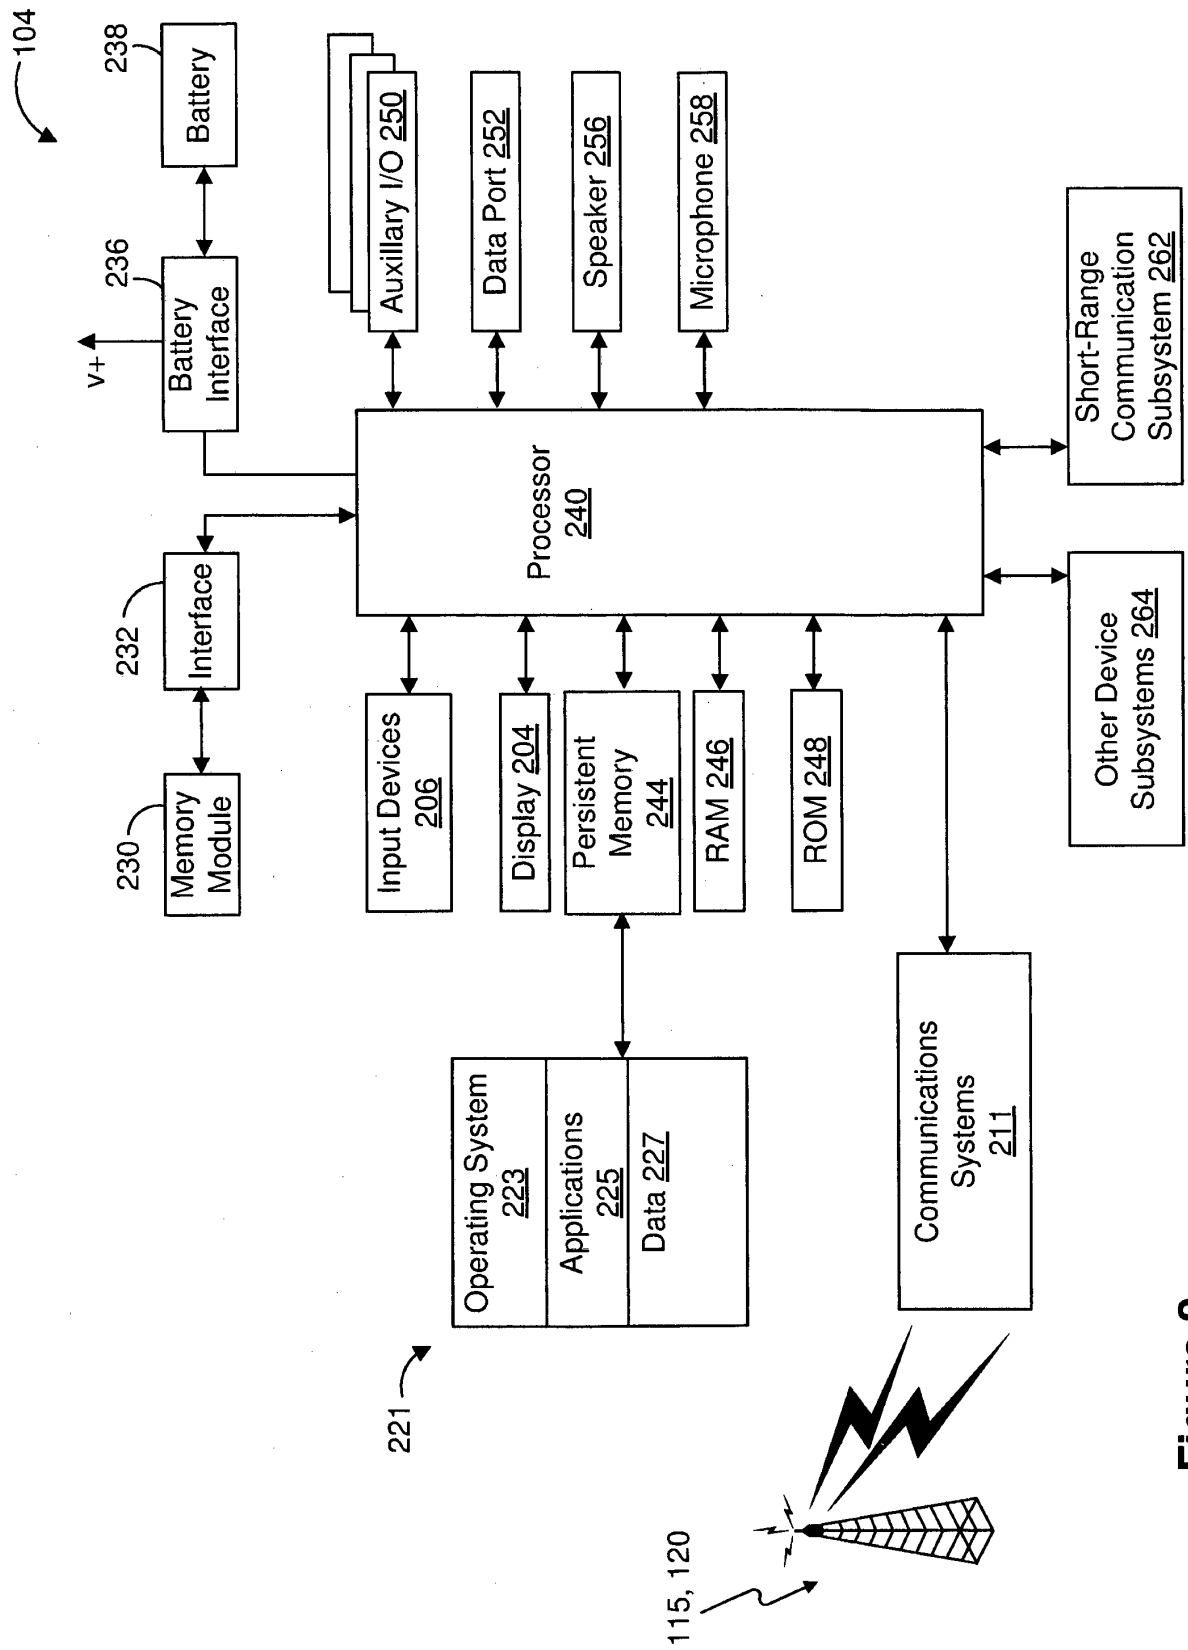 104
230
Memory
Module
232
Interface
V+
236
Battery
Interface
238
Battery
221
Operating System
223
Applications
225
Data 227
Input Devices
206
Display 204
Persistent
Memory
244
RAM 246
ROM 248
Processor
240
Auxillary I/O 250
Data Port 252
Speaker 256
Microphone 258
115, 120
Communications
Systems
211
Other Device
Subsystems 264
Short-Range
Communication
Subsystem 262
Figure